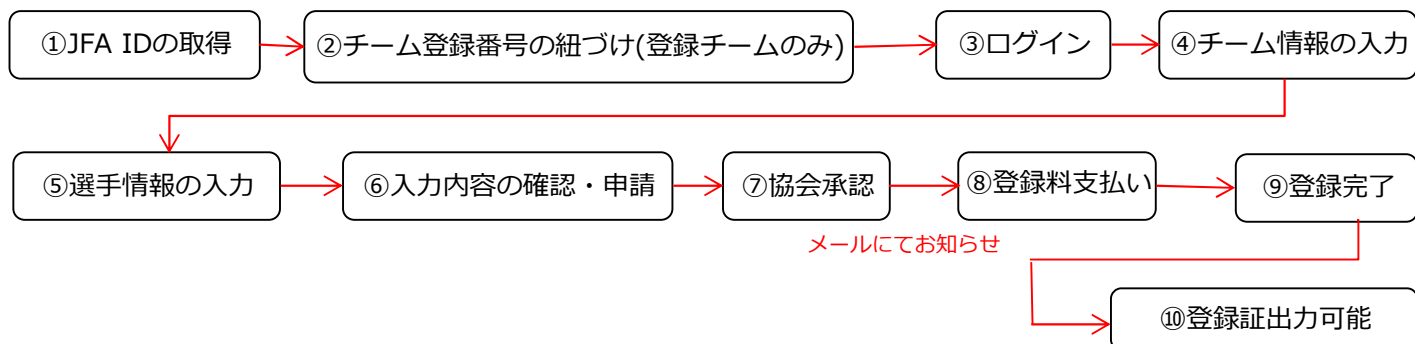 ①JFA IDの取得
②チーム登録番号の紐づけ(登録チームのみ)
③ログイン
④チーム情報の入力
⑤選手情報の入力
⑥入力内容の確認・申請
⑦協会承認
⑧登録料支払い
⑨登録完了
メールにてお知らせ
⑩登録証出力可能